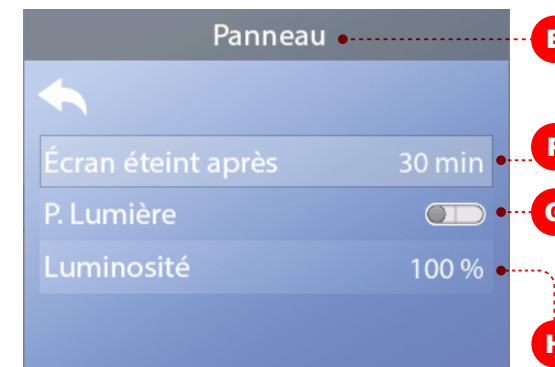 Panneau
Écran éteint après 30 min
P. Lumière
Luminosité 100 %
H